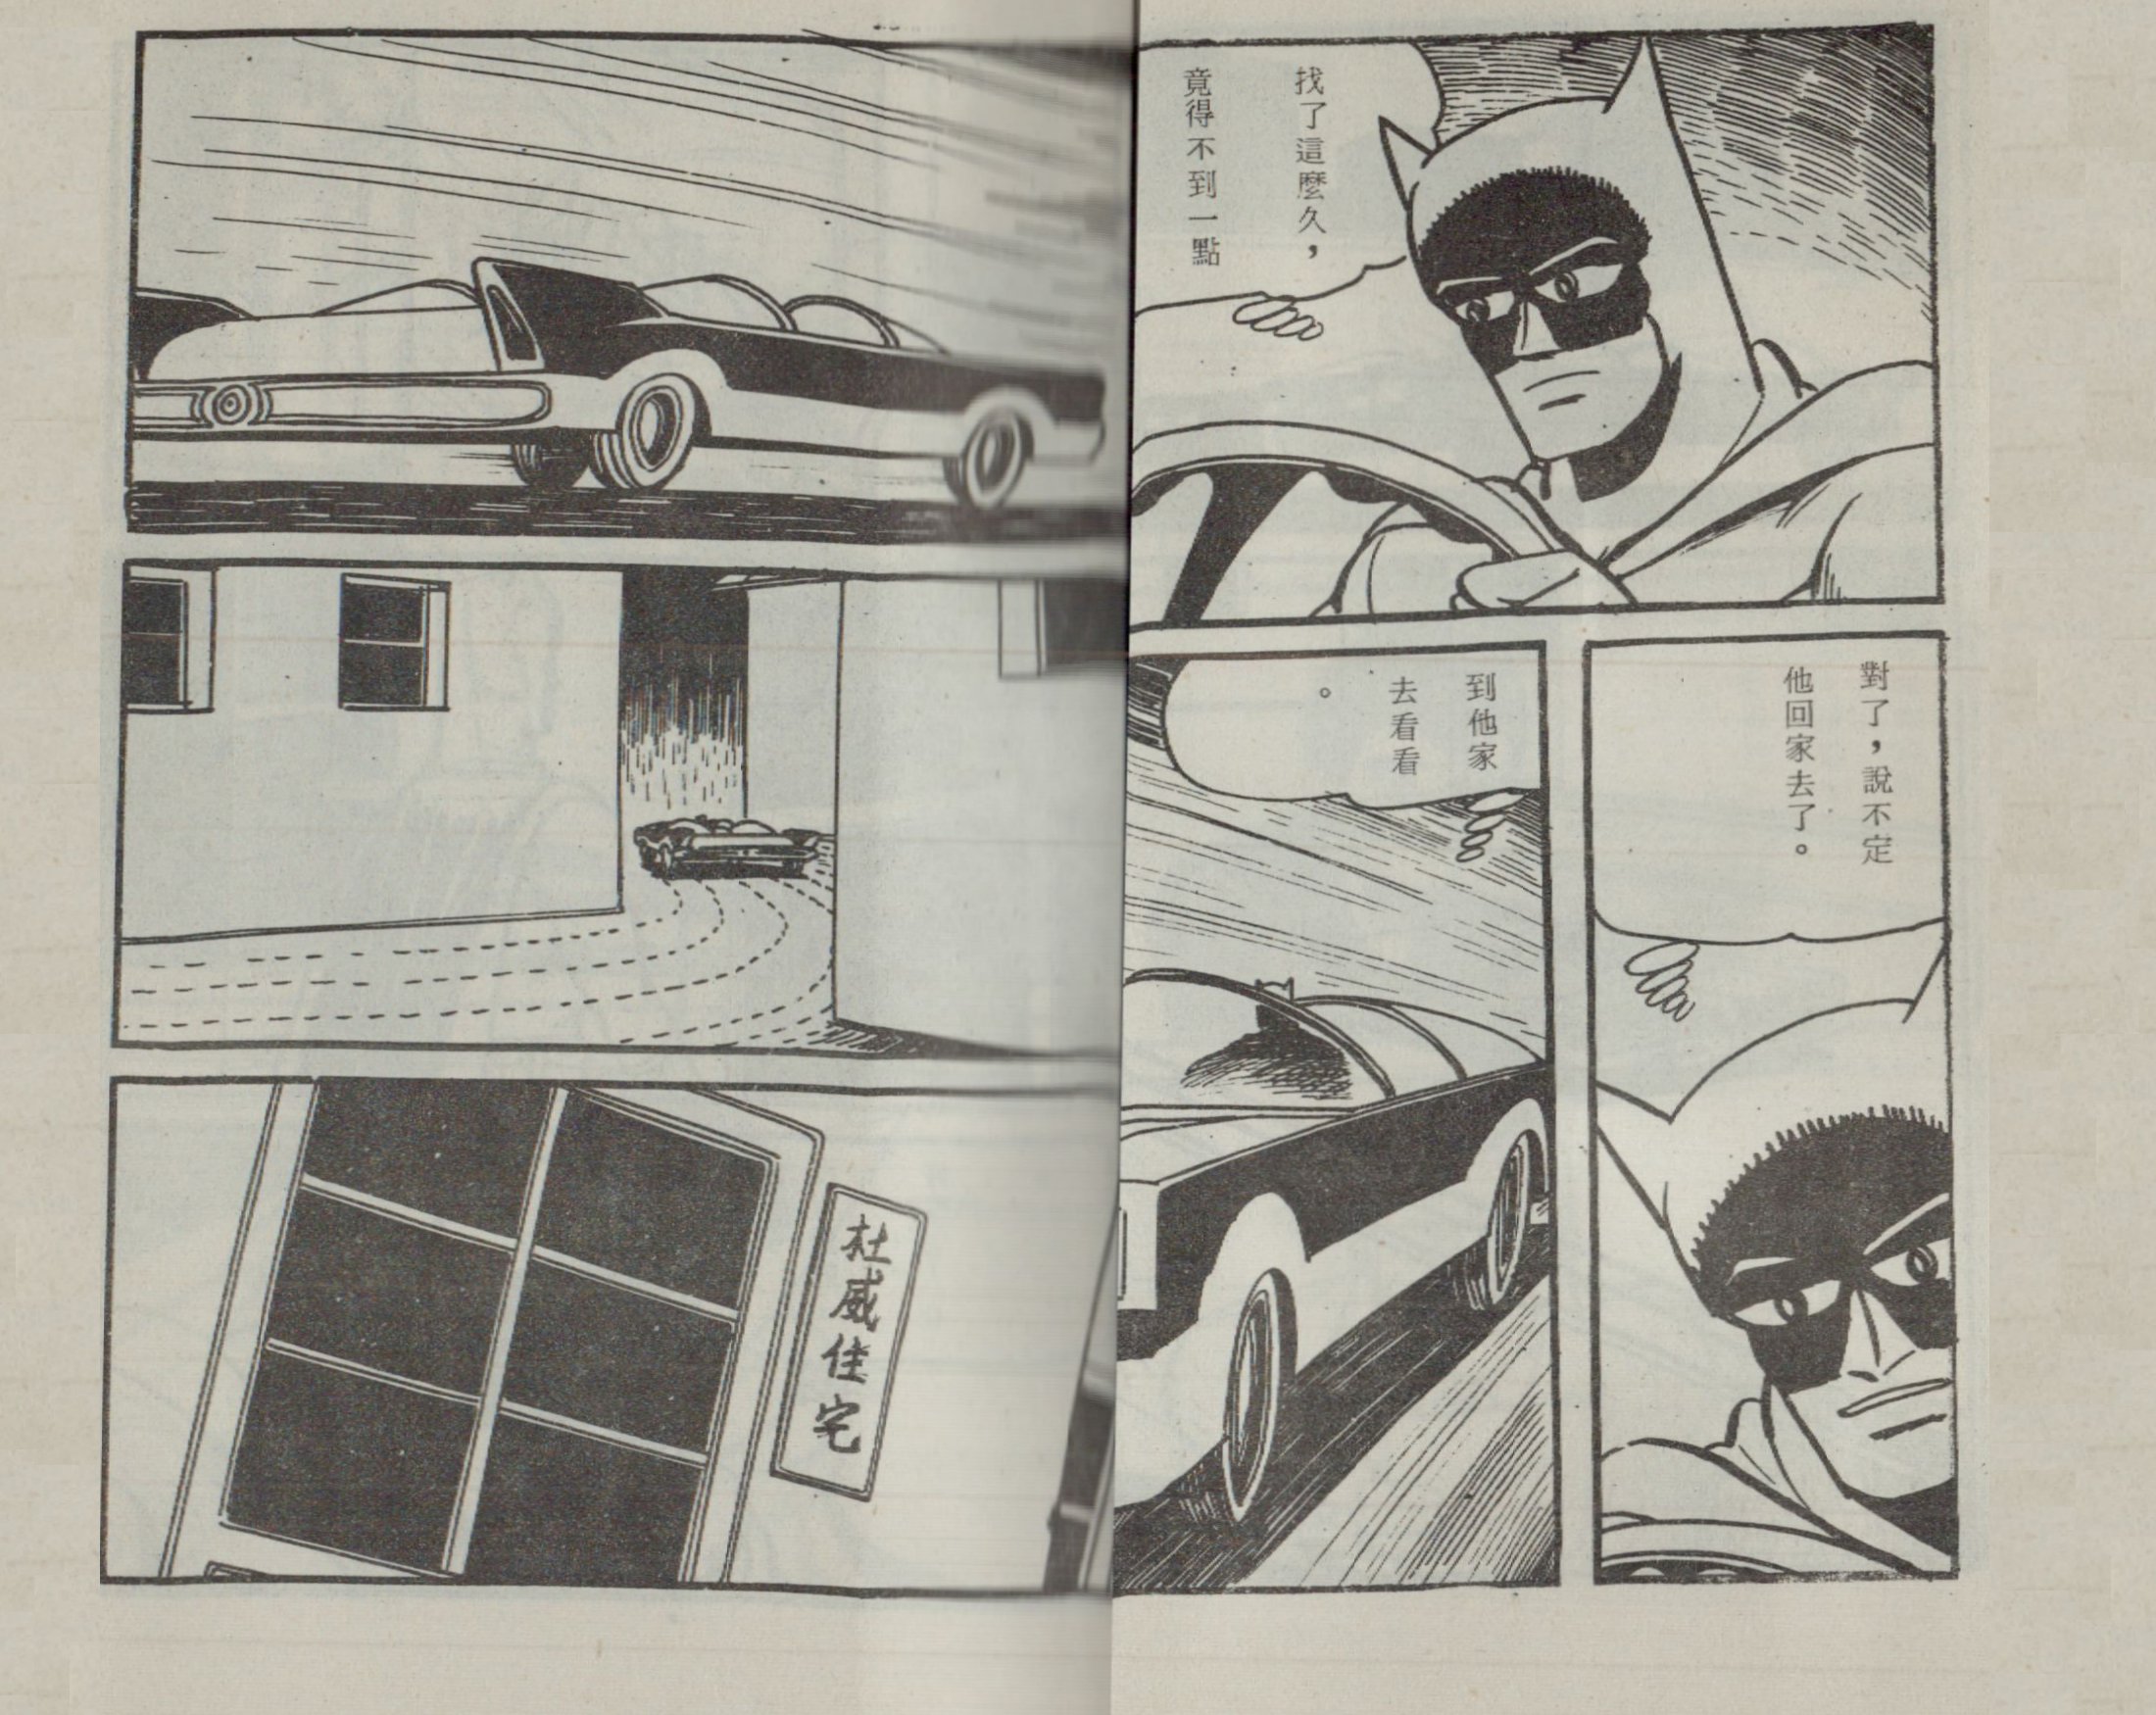 找了這麼久，
竟得不到一點
對了，說不定
他回家去了。
到他家
去看看
。
杜威住宅